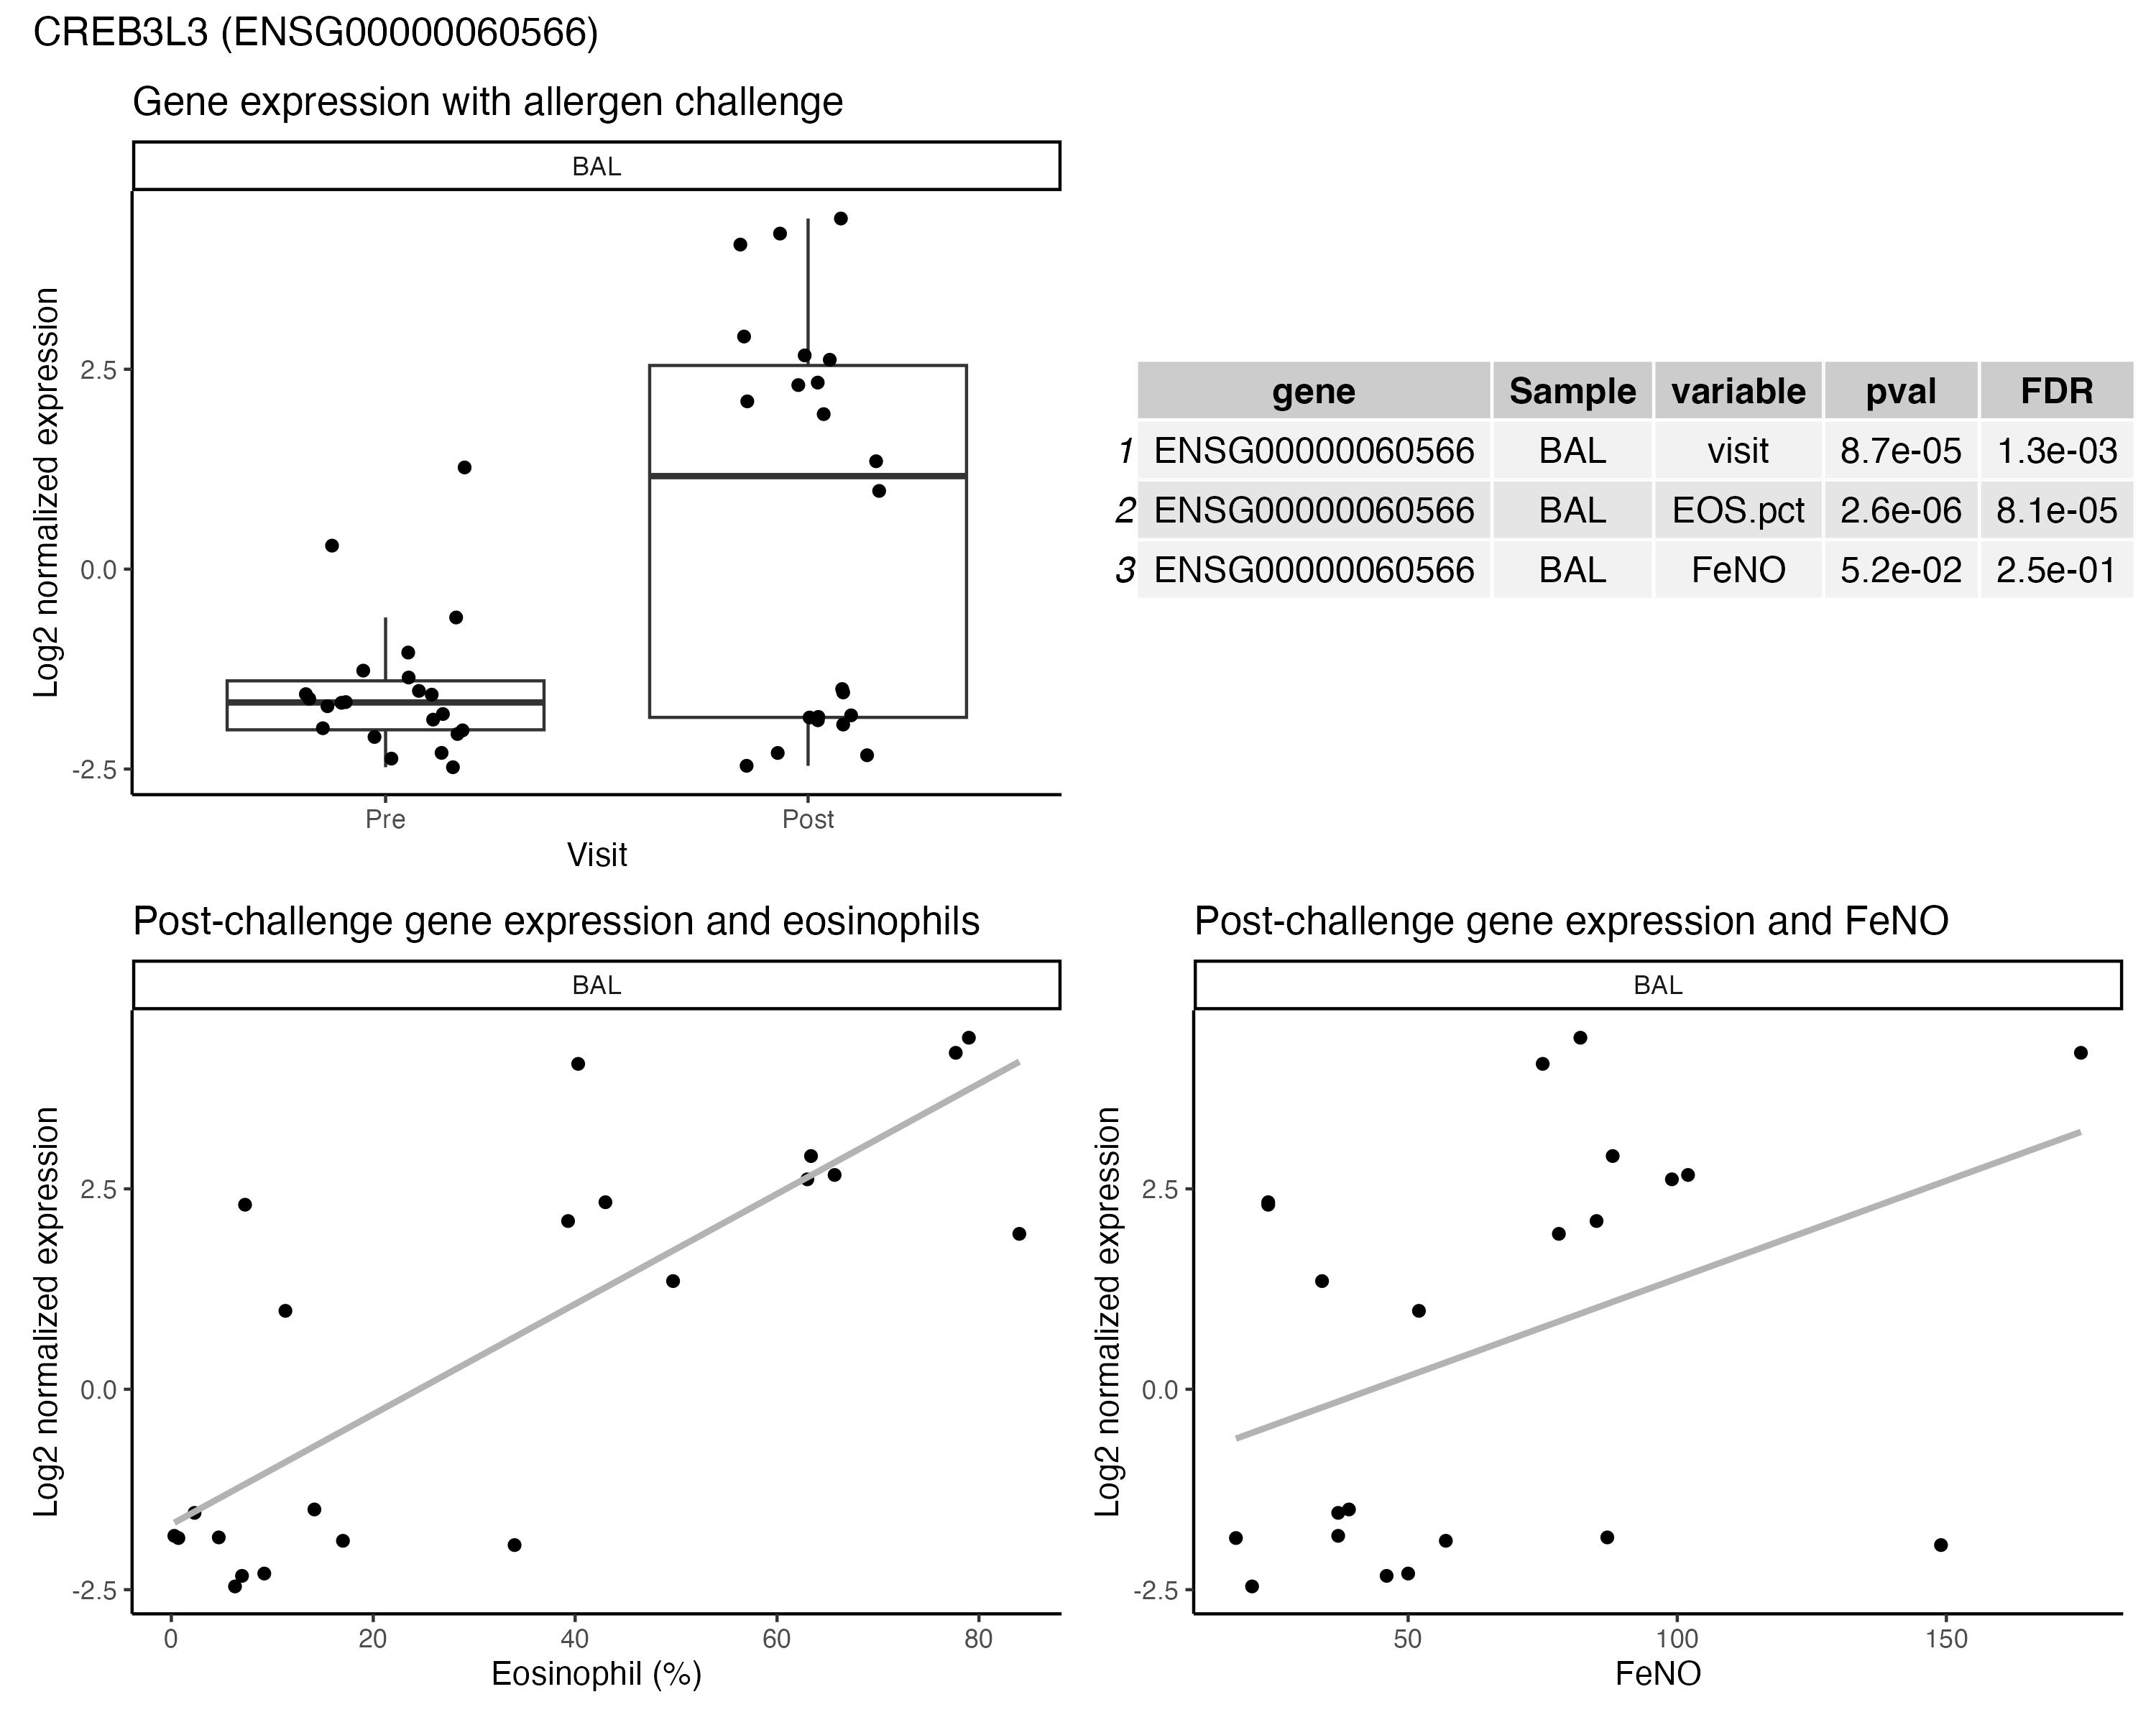 CREB3L3 (ENSG00000060566)
Gene expression with allergen challenge
BAL
Log2 normalized expression
2.5
0.0
-2.5
Pre Post
Visit
gene Sample variable pval FDR
1 ENSG00000060566 BAL visit 8.7e-05 1.3e-03
2 ENSG00000060566 BAL EOS.pct 2.6e-06 8.1e-05
3 ENSG00000060566 BAL FeNO 5.2e-02 2.5e-01
Post-challenge gene expression and eosinophils
BAL
Log2 normalized expression
2.5
0.0
-2.5
0 20 40 60 80
Eosinophil (%)
Post-challenge gene expression and FeNO
BAL
Log2 normalized expression
2.5
0.0
-2.5
50 100 150
FeNO